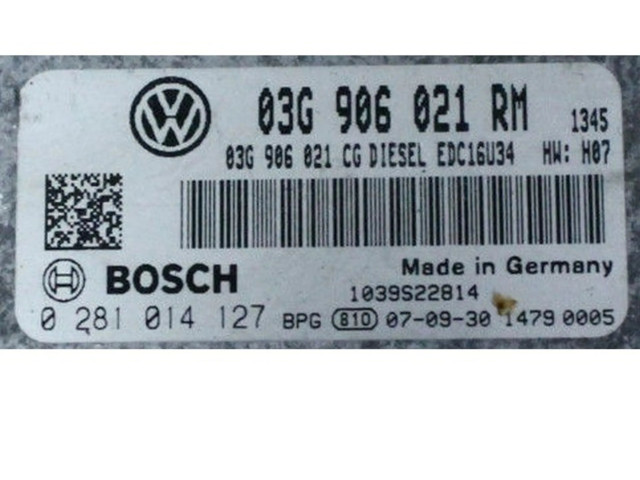 03G 906 021 RM 1345
03G 906 021 CG DIESEL EDC16U34 HW: H07
BOSCH Made in Germany
1039S22814
0 281 014 127 BPG 810 07-09-30 1479 0005